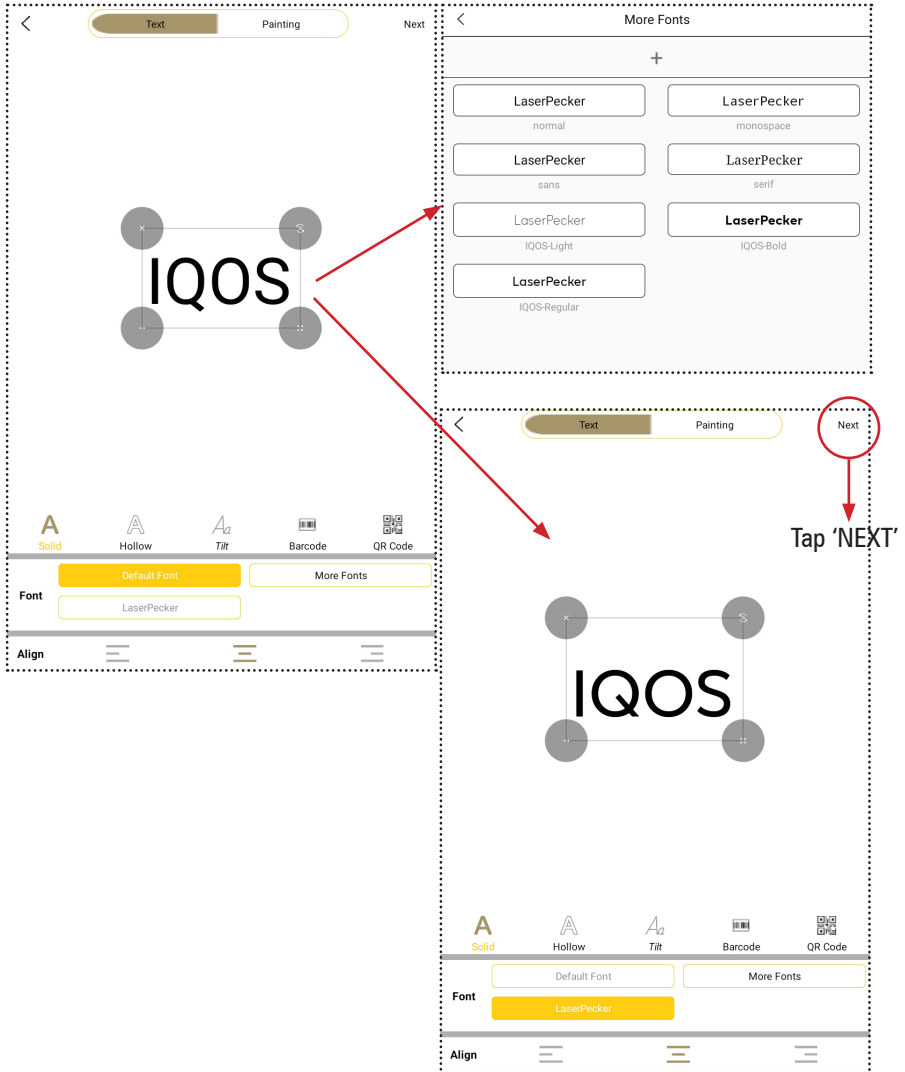 Text Painting Next
IQOS
Solid Hollow Tilt Barcode QR Code
Default Font More Fonts
Font
LaserPecker
Align
More Fonts
+
LaserPecker LaserPecker
normal monospace
LaserPecker LaserPecker
sans serif
LaserPecker LaserPecker
IQOS-Light IQOS-Bold
LaserPecker
IQOS-Regular
Text Painting Next
Tap ‘NEXT’
IQOS
Solid Hollow Tilt Barcode QR Code
Default Font More Fonts
Font
LaserPecker
Align